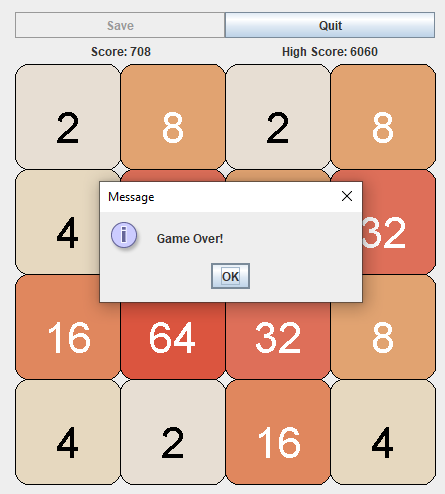 Save Quit
Score: 708 High Score: 6060
2 8 2 8
Message
4 32
Game Over!
OK
16 64 32 8
4 2 16 4